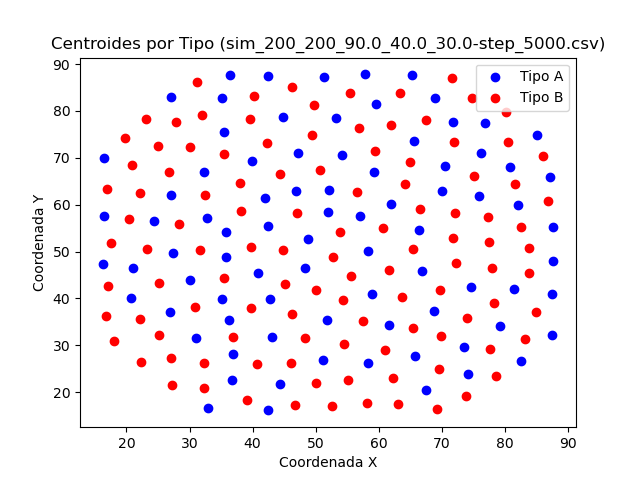 Centroides por Tipo (sim_200_200_90.0_40.0_30.0-step_5000.csv)
Tipo A
Tipo B
Coordenada Y
90
80
70
60
50
40
30
20
20 30 40 50 60 70 80 90
Coordenada X